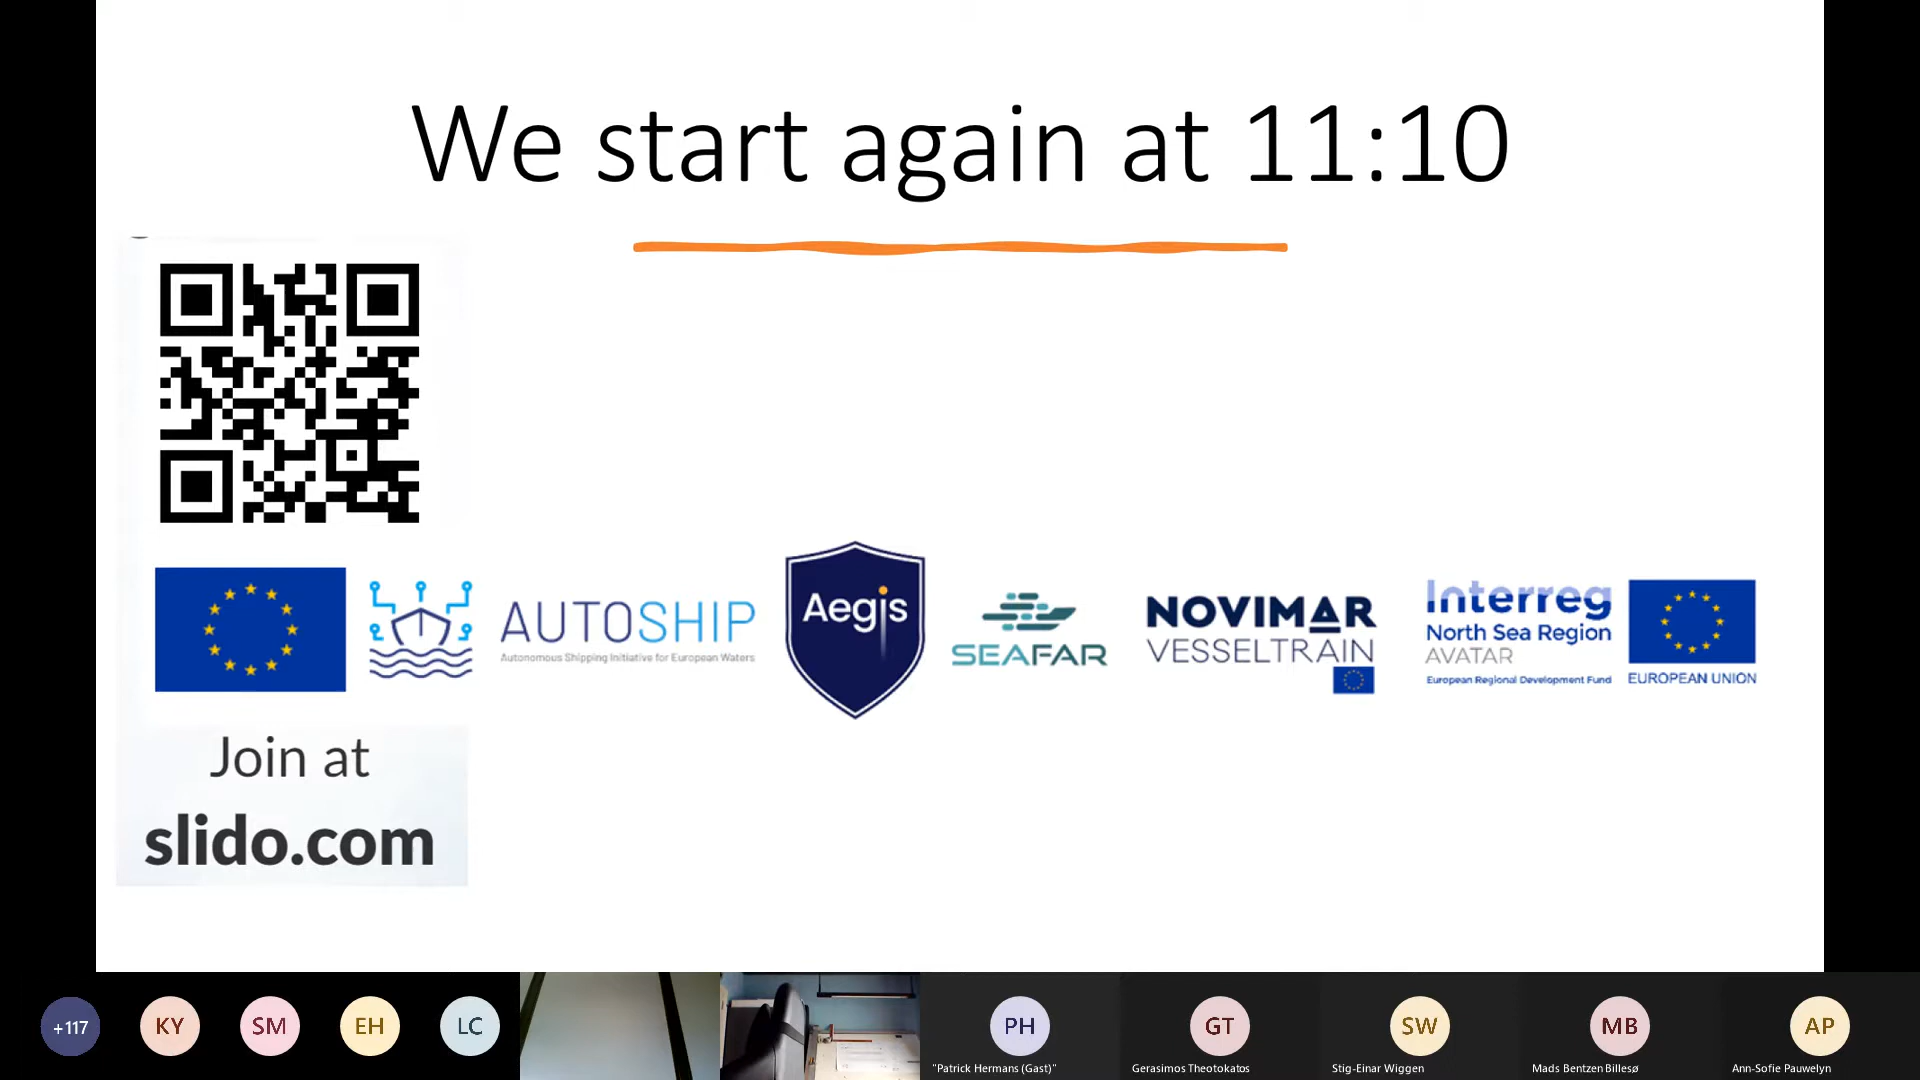 We start again at 11:10
AUTOSHIP
Autonomous Shipping Initiative for European Waters
Aegis
SEAFAR
NOVIMAR
VESSELTRAIN
Interreg
North Sea Region
AVATAR
European Regional Development Fund
EUROPEAN UNION
Join at
slido.com
+117
KY
SM
EH
LC
PH
GT
SW
MB
AP
"Patrick Hermans (Gast)"
Gerasimos Theotokatos
Stig-Einar Wiggen
Mads Bentzen Billesø
Ann-Sofie Pauwelyn